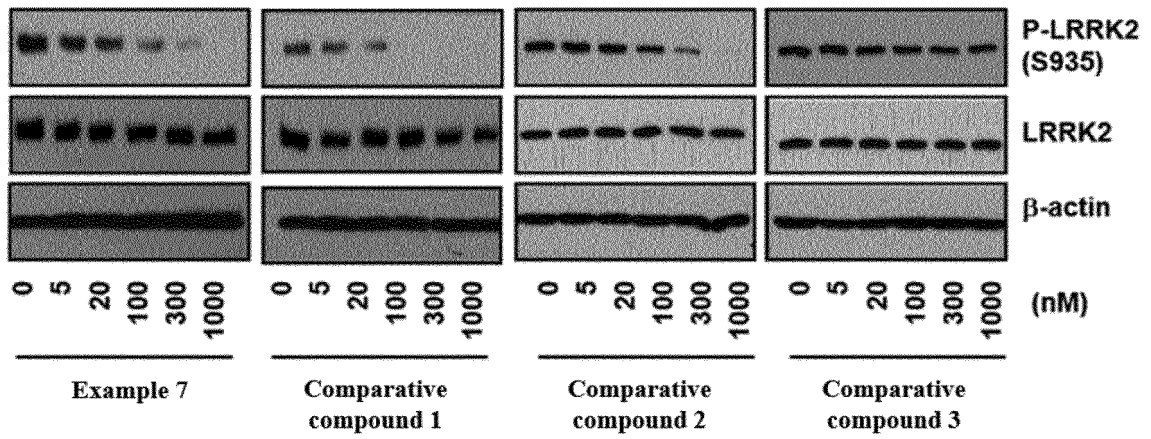 P-LRRK2
(S935)
LRRK2
β-actin
0 5 20 100 300 1000 0 5 20 100 300 1000 0 5 20 100 300 1000 0 5 20 100 300 1000 (nM)
Example 7 Comparative compound 1 Comparative compound 2 Comparative compound 3